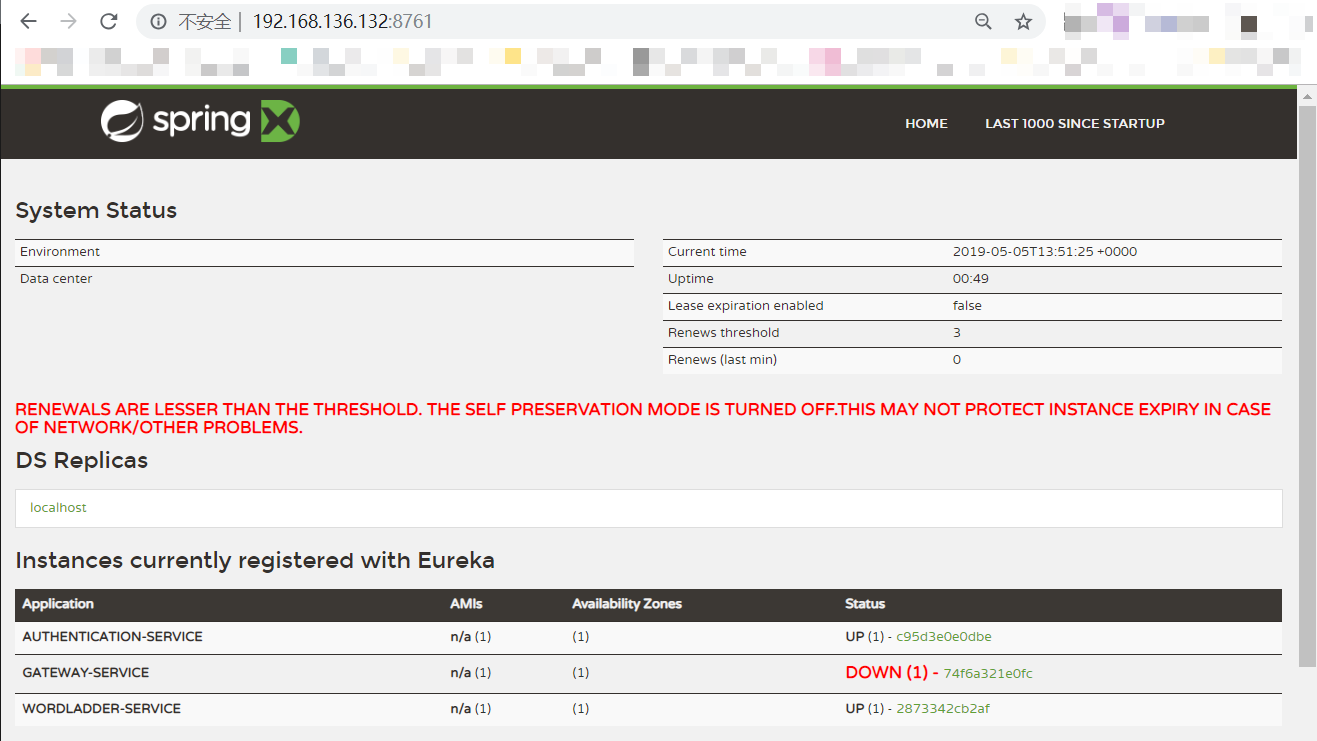 不安全 | 192.168.136.132:8761
spring
HOME LAST 1000 SINCE STARTUP
System Status
Environment
Data center
Current time 2019-05-05T13:51:25 +0000
Uptime 00:49
Lease expiration enabled false
Renews threshold 3
Renews (last min) 0
RENEWALS ARE LESSER THAN THE THRESHOLD. THE SELF PRESERVATION MODE IS TURNED OFF.THIS MAY NOT PROTECT INSTANCE EXPIRY IN CASE
OF NETWORK/OTHER PROBLEMS.
DS Replicas
localhost
Instances currently registered with Eureka
Application AMIs Availability Zones Status
AUTHENTICATION-SERVICE n/a (1) (1) UP (1) - c95d3e0e0dbe
GATEWAY-SERVICE n/a (1) (1) DOWN (1) - 74f6a321e0fc
WORDLADDER-SERVICE n/a (1) (1) UP (1) - 2873342cb2af